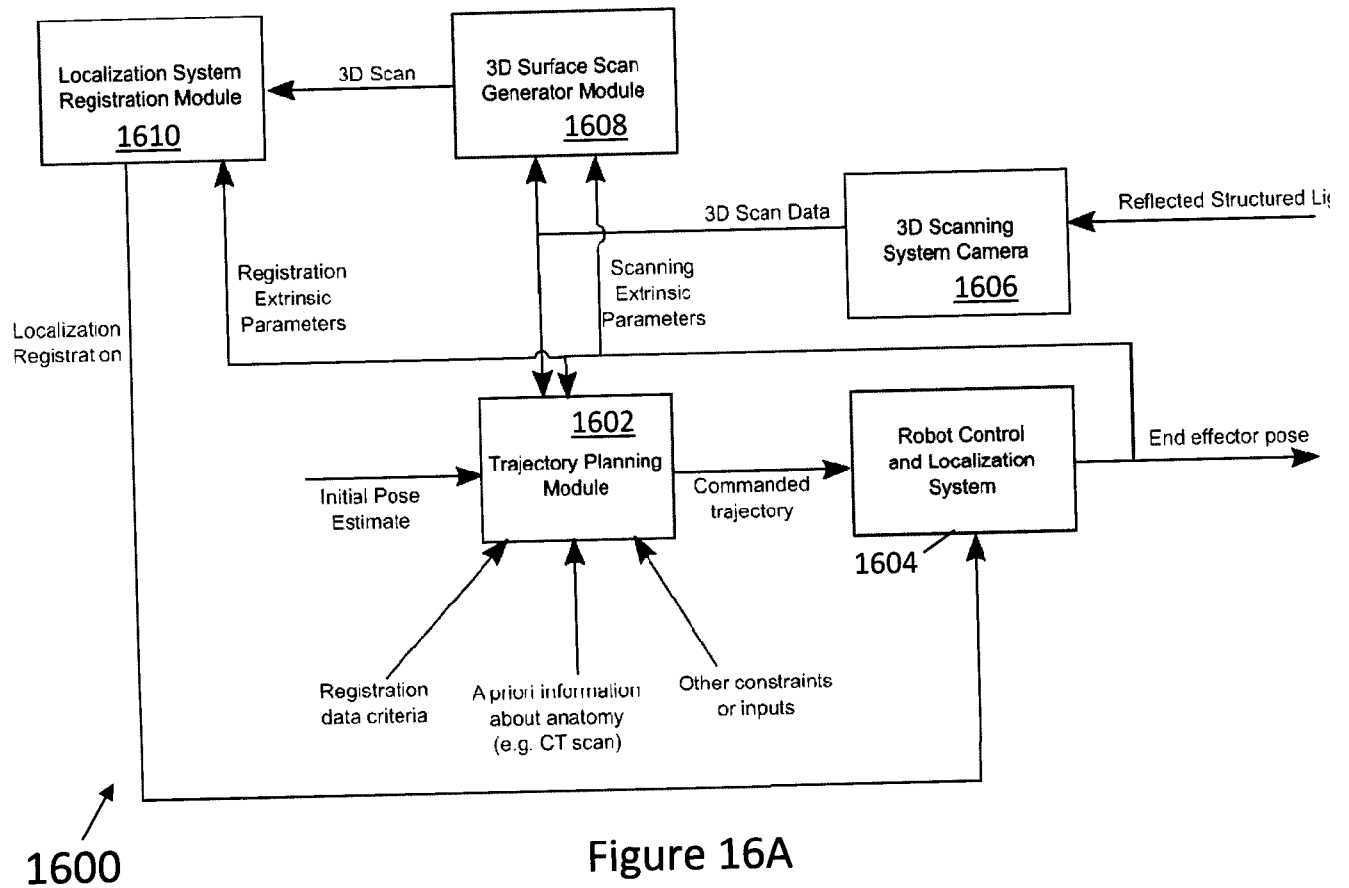 Localization System
Registration Module
1610
3D Scan
3D Surface Scan
Generator Module
1608
3D Scan Data
3D Scanning
System Camera
1606
Reflected Structured
Registration
Extrinsic
Parameters
Scanning
Extrinsic
Parameters
Localization
Registration
1602
Trajectory Planning
Module
Initial Pose
Estimate
Commanded
trajectory
Robot Control
and Localization
System
1604
End effector pose
Registration
data criteria
A priori information
about anatomy
(e.g. CT scan)
Other constraints
or inputs
1600
Figure 16A